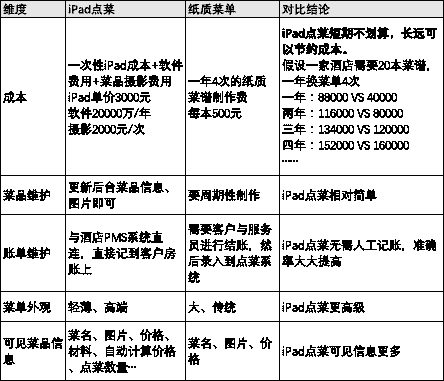 维度 iPad点菜 纸质菜单 对比结论
成本
一次性iPad成本+软件
费用+菜品摄影费用
iPad单价3000元
软件20000万/年
摄影2000元/次
一年4次的纸质
菜谱制作费
每本500元
iPad点菜短期不划算，长远可
以节约成本。
假设一家酒店需要20本菜谱，
一年换菜单4次
一年：88000 VS 40000
两年：116000 VS 80000
三年：134000 VS 120000
四年：152000 VS 160000
……
菜品维护
更新后台菜品信息、
图片即可
要周期性制作
iPad点菜相对简单
账单维护
与酒店PMS系统直
连，直接记到客户房
账上
需要客户与服务
员进行结账，然
后录入到点菜系
统
iPad点菜无需人工记账，准确
率大大提高
菜单外观
轻薄、高端
大、传统
iPad点菜更高级
可见菜品信
息
菜名、图片、价格、
材料、自动计算价格
、点菜数量…
菜名、图片、价
格
iPad点菜可见信息更多